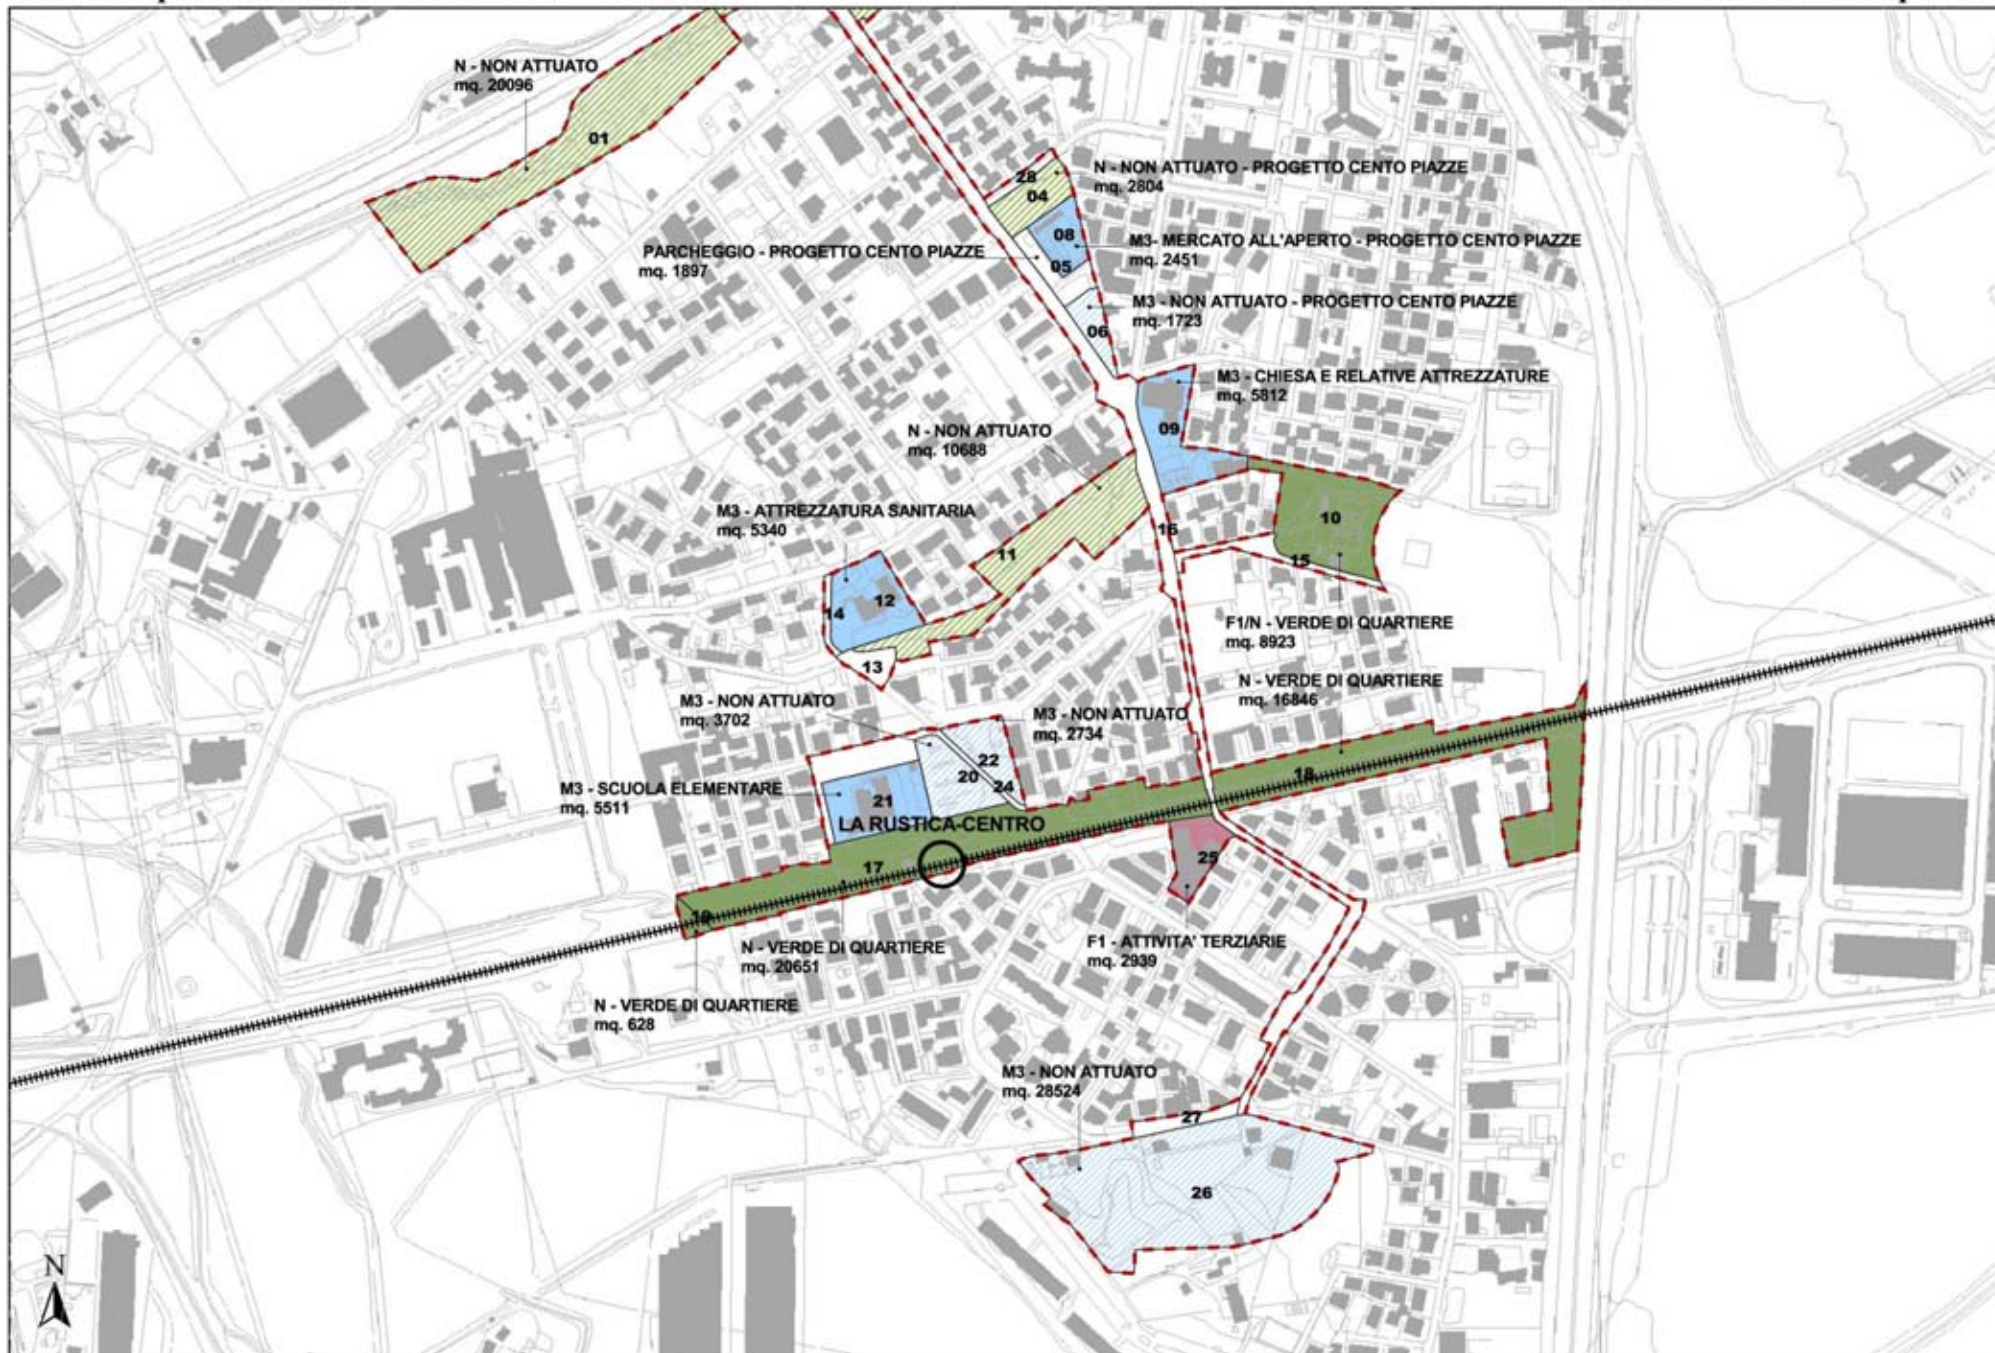 N - NON ATTUATO
mq. 20096
01
28
04
N - NON ATTUATO - PROGETTO CENTO PIAZZE
mq. 2804
08
M3- MERCATO ALL'APERTO - PROGETTO CENTO PIAZZE
mq. 2451
PARCHEGGIO - PROGETTO CENTO PIAZZE
mq. 1897
05
M3 - NON ATTUATO - PROGETTO CENTO PIAZZE
mq. 1723
06
M3 - CHIESA E RELATIVE ATTREZZATURE
mq. 5812
09
N - NON ATTUATO
mq. 10688
M3 - ATTREZZATURA SANITARIA
mq. 5340
10
16
11
15
12
14
F1/N - VERDE DI QUARTIERE
mq. 8923
13
N - VERDE DI QUARTIERE
mq. 16846
M3 - NON ATTUATO
mq. 3702
M3 - NON ATTUATO
mq. 2734
22
20
24
18
M3 - SCUOLA ELEMENTARE
mq. 5511
21
LA RUSTICA-CENTRO
17
25
19
N - VERDE DI QUARTIERE
mq. 20651
F1 - ATTIVITA' TERZIARIE
mq. 2939
N - VERDE DI QUARTIERE
mq. 628
M3 - NON ATTUATO
mq. 28524
27
26
N